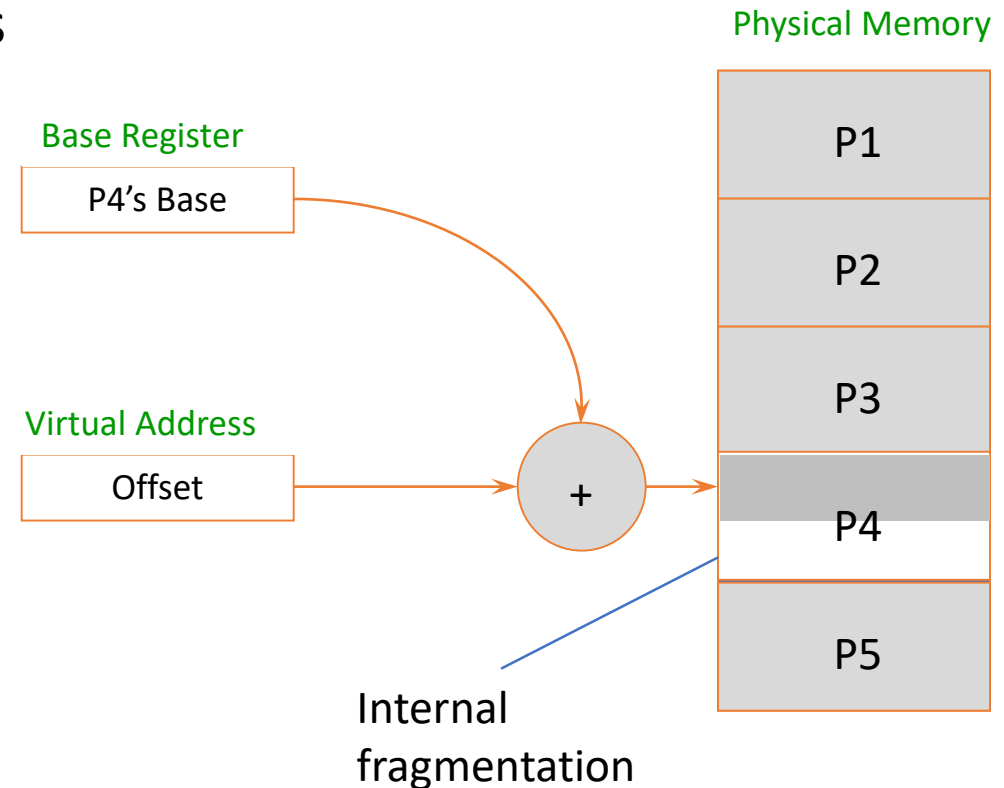 s
Physical Memory
Base Register
P4's Base
Virtual Address
Offset
+
P1
P2
P3
P4
P5
Internal
fragmentation